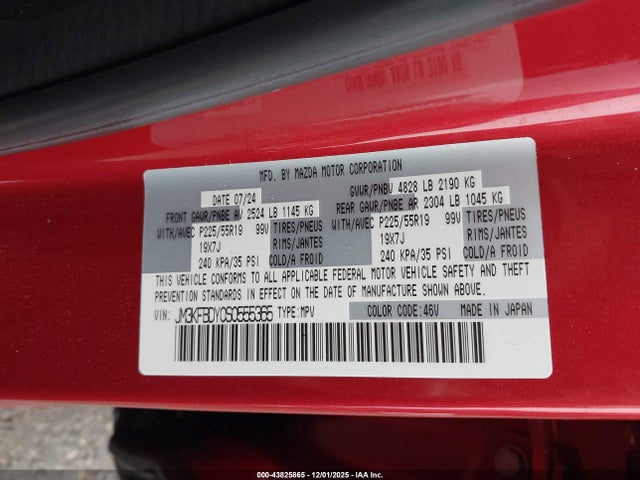 MFD. BY MAZDA MOTOR CORPORATION
DATE 07/24
GVWR/PNBV 4828 LB 2190 KG
FRONT GAWR/PNBE AV 2524 LB 1145 KG
REAR GAWR/PNBE AR 2304 LB 1045 KG
WITH/AVEC P225/55R19 99V TIRES/PNEUS
WITH/AVEC P225/55R19 99V TIRES/PNEUS
19X7J RIMS/JANTES
19X7J RIMS/JANTES
240 KPA/35 PSI COLD/A FROID
240 KPA/35 PSI COLD/A FROID
THIS VEHICLE CONFORMS TO ALL APPLICABLE FEDERAL MOTOR VEHICLE SAFETY AND THEFT
PREVENTION STANDARDS IN EFFECT ON THE DATE OF MANUFACTURE SHOWN ABOVE.
VIN: JM3KFBDY0S0555365 TYPE:MPV
COLOR CODE:46V MADE IN JAPAN
000-43825865 - 12/01/2025 - IAA Inc.